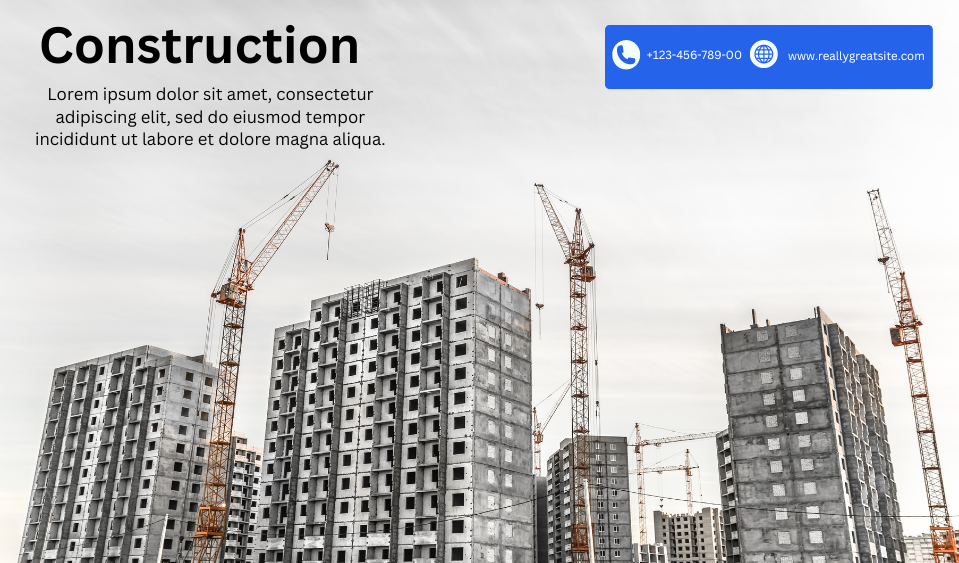 Construction
Lorem ipsum dolor sit amet, consectetur
adipiscing elit, sed do eiusmod tempor
incididunt ut labore et dolore magna aliqua.
+123-456-789-00
www.reallygreatsite.com